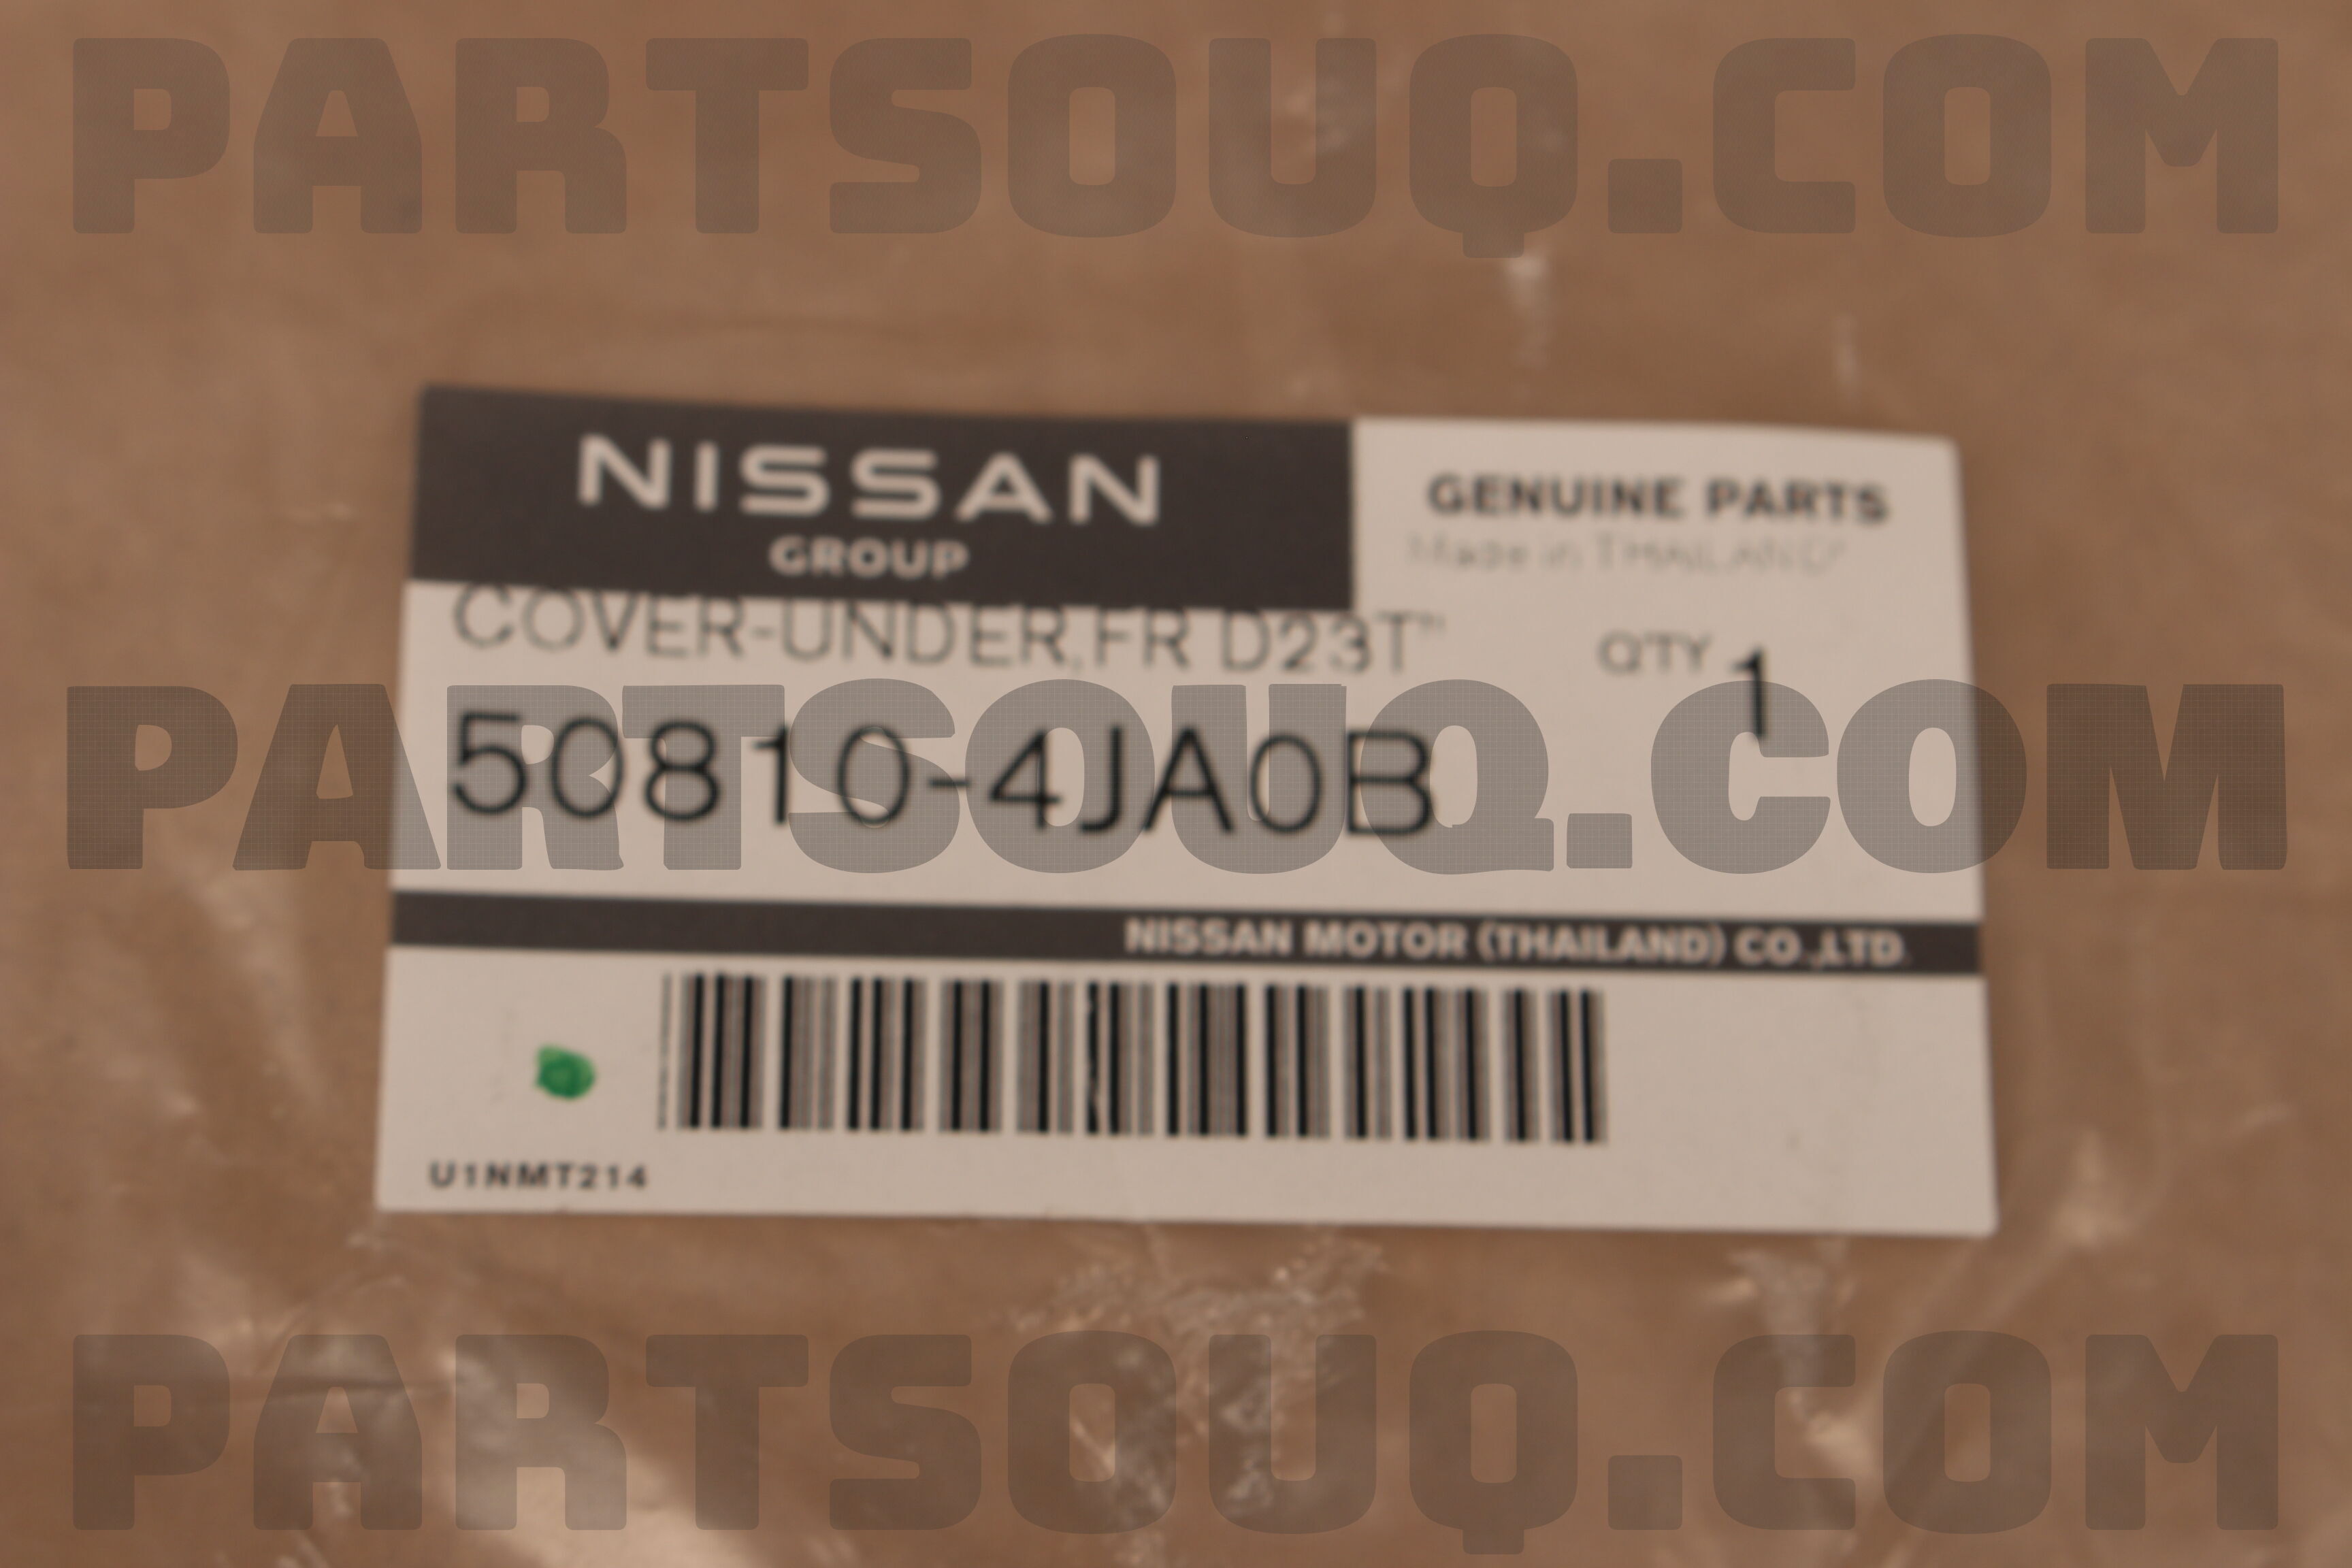 PARTSOUQ.COM
NISSAN
GROUP
GENUINE PARTS
Made in THAILAND
COVER-UNDER,FR D23T"
Q'TY 1
PARTSOUQ.COM
50810-4JA0B
NISSAN MOTOR (THAILAND) CO.,LTD.
U1NMT214
PARTSOUQ.COM